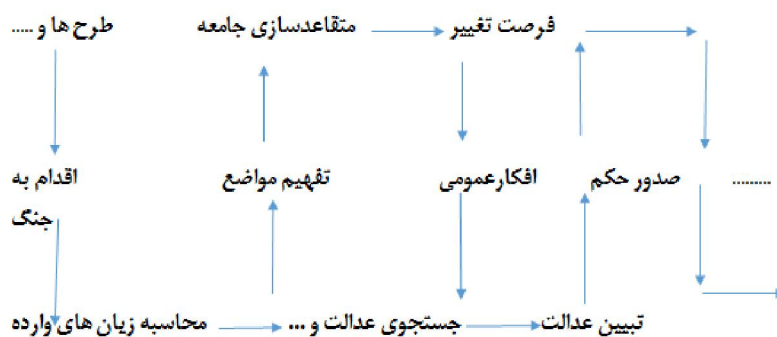 طرح ها و .....
متقاعدسازی جامعه
فرصت تغییر
اقدام به
جنگ
تفهیم مواضع
افکارعمومی
صدور حکم
.........
محاسبه زیان های وارده
جستجوی عدالت و ...
تبیین عدالت